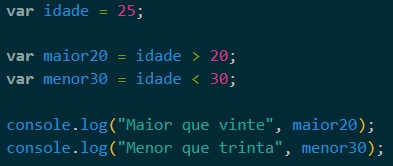 var idade = 25;
var maior20 = idade > 20;
var menor30 = idade < 30;
console.log("Maior que vinte", maior20);
console.log("Menor que trinta", menor30);